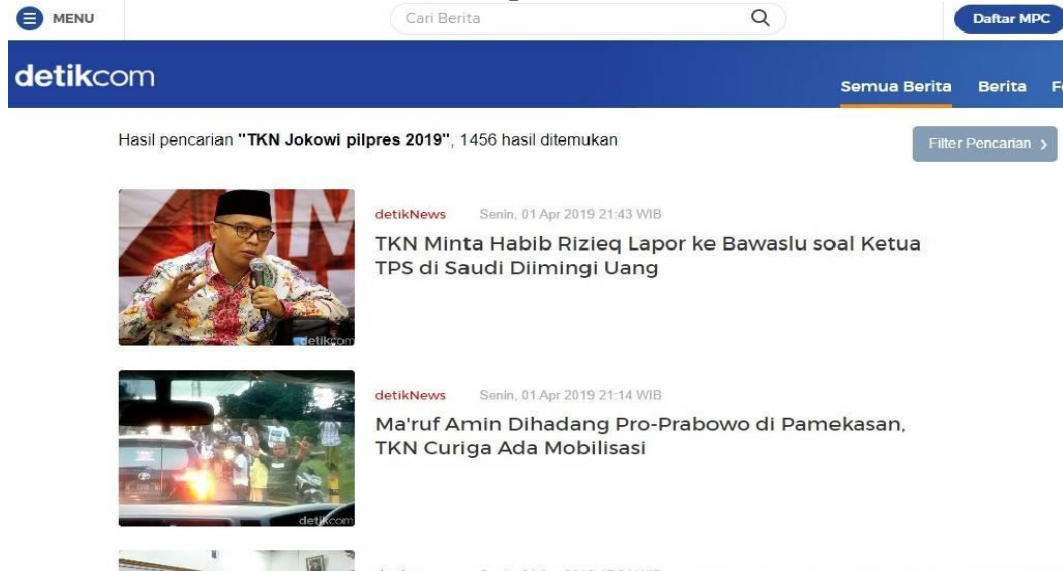 MENU
Cari Berita
Daftar MPC
detikcom
Semua Berita Berita
Hasil pencarian "TKN Jokowi pilpres 2019", 1456 hasil ditemukan
Filter Pencarian >
detikNews Senin, 01 Apr 2019 21:43 WIB
TKN Minta Habib Rizieq Lapor ke Bawaslu soal Ketua
TPS di Saudi Diimingi Uang
detikcom
detikNews Senin, 01 Apr 2019 21:14 WIB
Ma'ruf Amin Dihadang Pro-Prabowo di Pamekasan,
TKN Curiga Ada Mobilisasi
detikcom